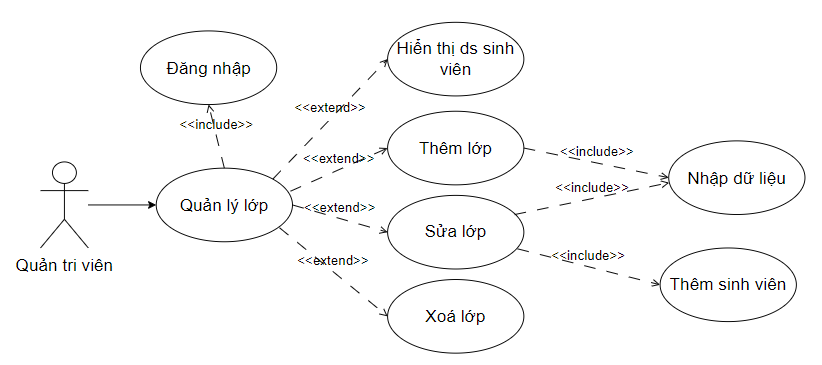 Hiển thị ds sinh
viên
Đăng nhập
<<extend>>
<<include>>
Thêm lớp
<<include>>
<<extend>>
Nhập dữ liệu
<<include>>
Quản lý lớp
<<extend>>
Sửa lớp
<<include>>
Quản tri viên
<<extend>>
Thêm sinh viên
Xoá lớp